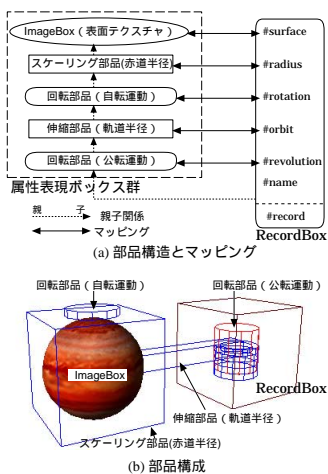 ImageBox（表面テクスチャ）
#surface
スケーリング部品(赤道半径)
#radius
回転部品（自転運動）
#rotation
伸縮部品（軌道半径）
#orbit
回転部品（公転運動）
#revolution
属性表現ボックス群
#name
親 子
親子関係
#record
マッピング
RecordBox
(a) 部品構造とマッピング
回転部品（自転運動）
回転部品（公転運動）
ImageBox
RecordBox
伸縮部品（軌道半径）
スケーリング部品(赤道半径)
(b) 部品構成